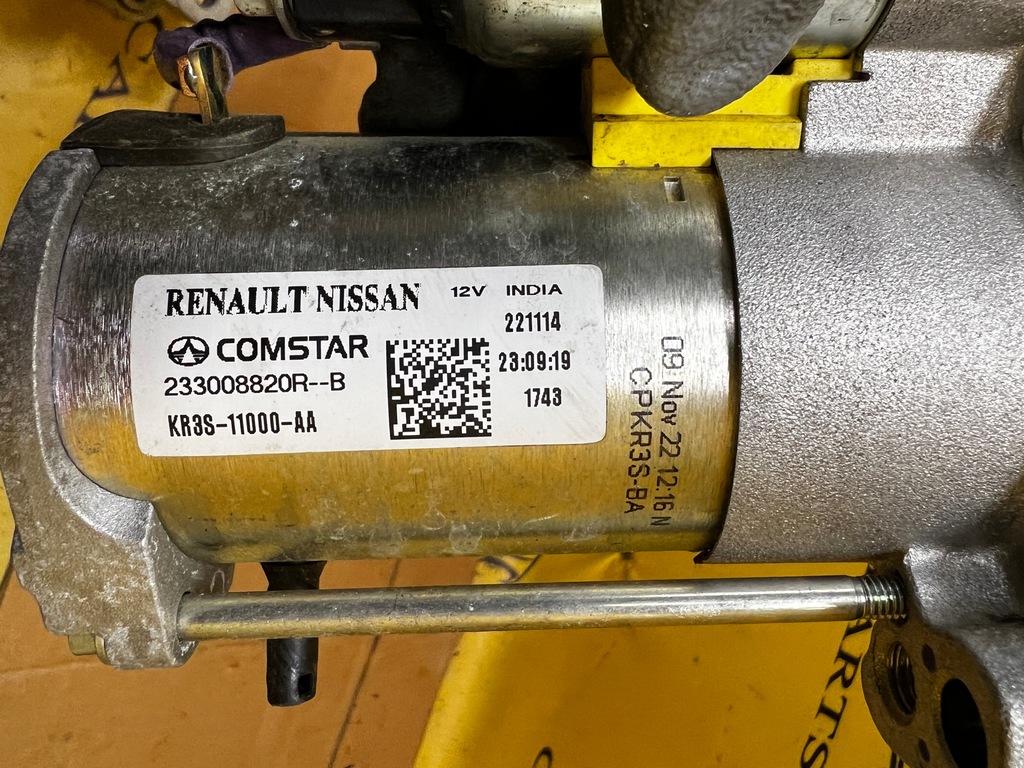 RENAULT NISSAN 12V INDIA
221114
COMSTAR 23:09:19
233008820R--B
1743
KR3S-11000-AA
09 Nov 22 12:16 N
CPKR3S-BA
ARTS